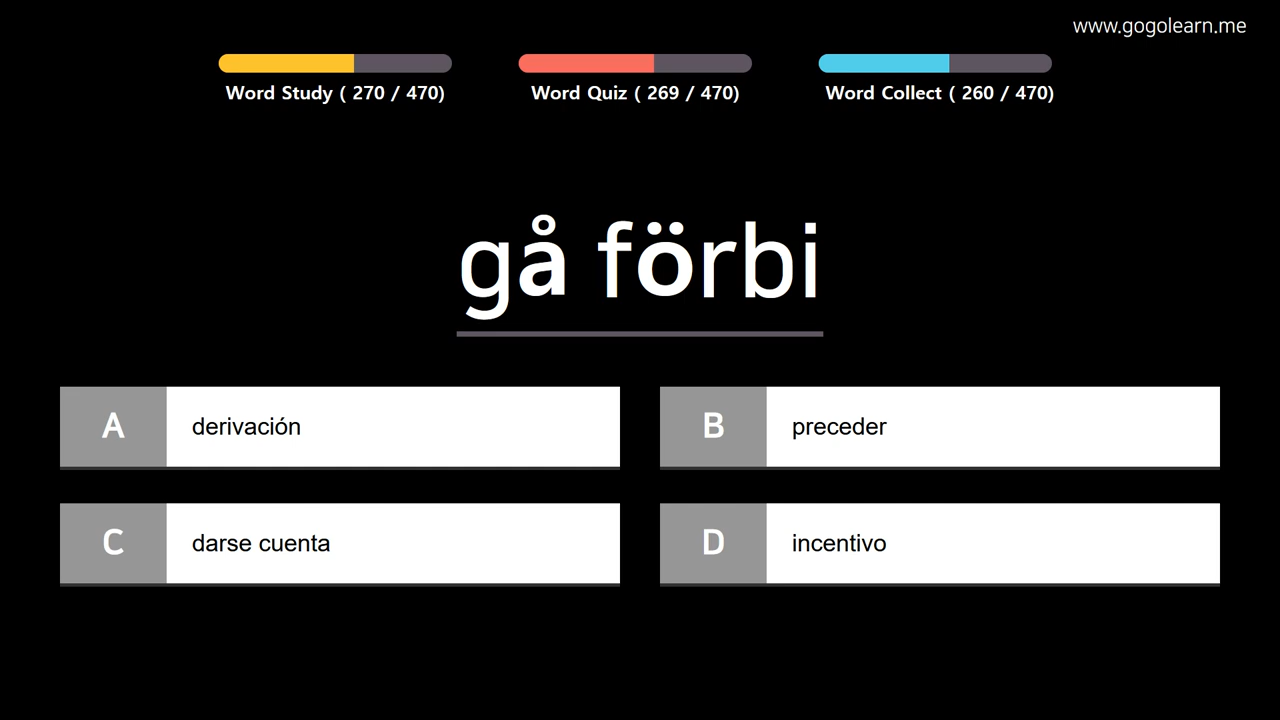 www.gogolearn.me
Word Study ( 270 / 470)
Word Quiz ( 269 / 470)
Word Collect ( 260 / 470)
gå förbi
A derivación
B preceder
C darse cuenta
D incentivo